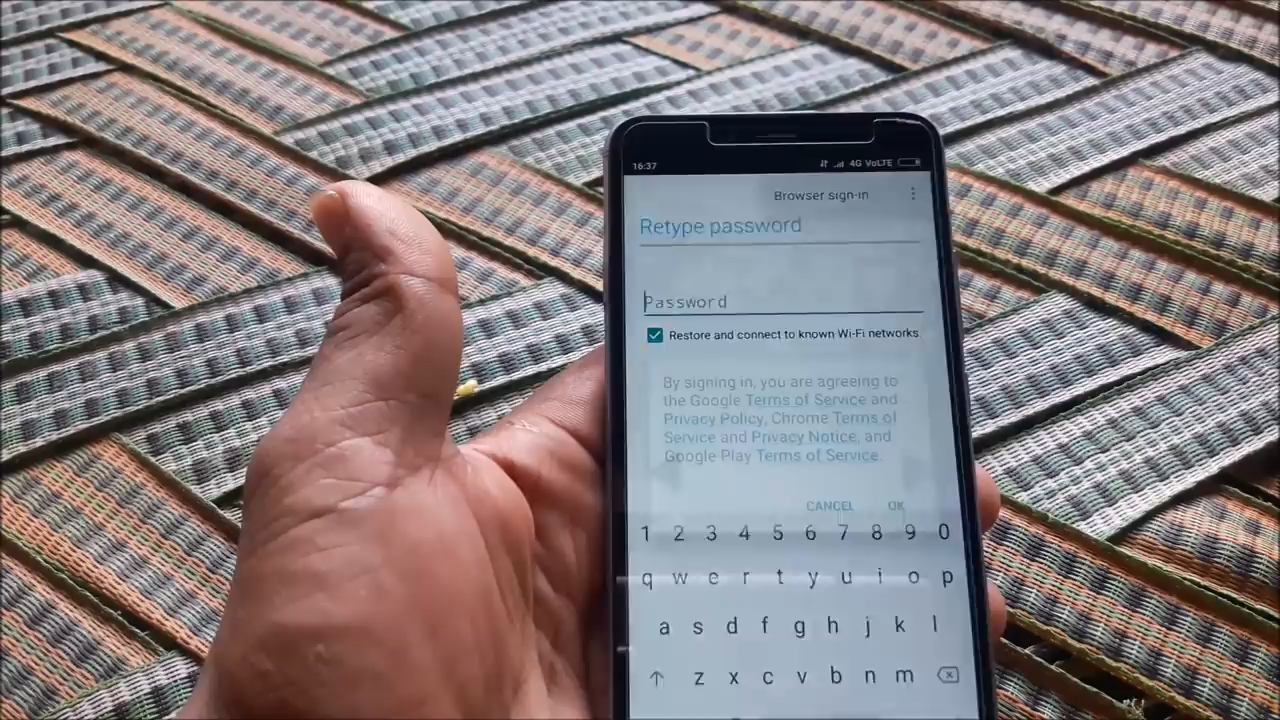 16:37 4G VoLTE
Browser sign-in
Retype password
Password
Restore and connect to known Wi-Fi networks.
By signing in, you are agreeing to
the Google Terms of Service and
Privacy Policy, Chrome Terms of
Service and Privacy Notice, and
Google Play Terms of Service.
CANCEL OK
1 2 3 4 5 6 7 8 9 0
q w e r t y u i o p
a s d f g h j k l
z x c v b n m